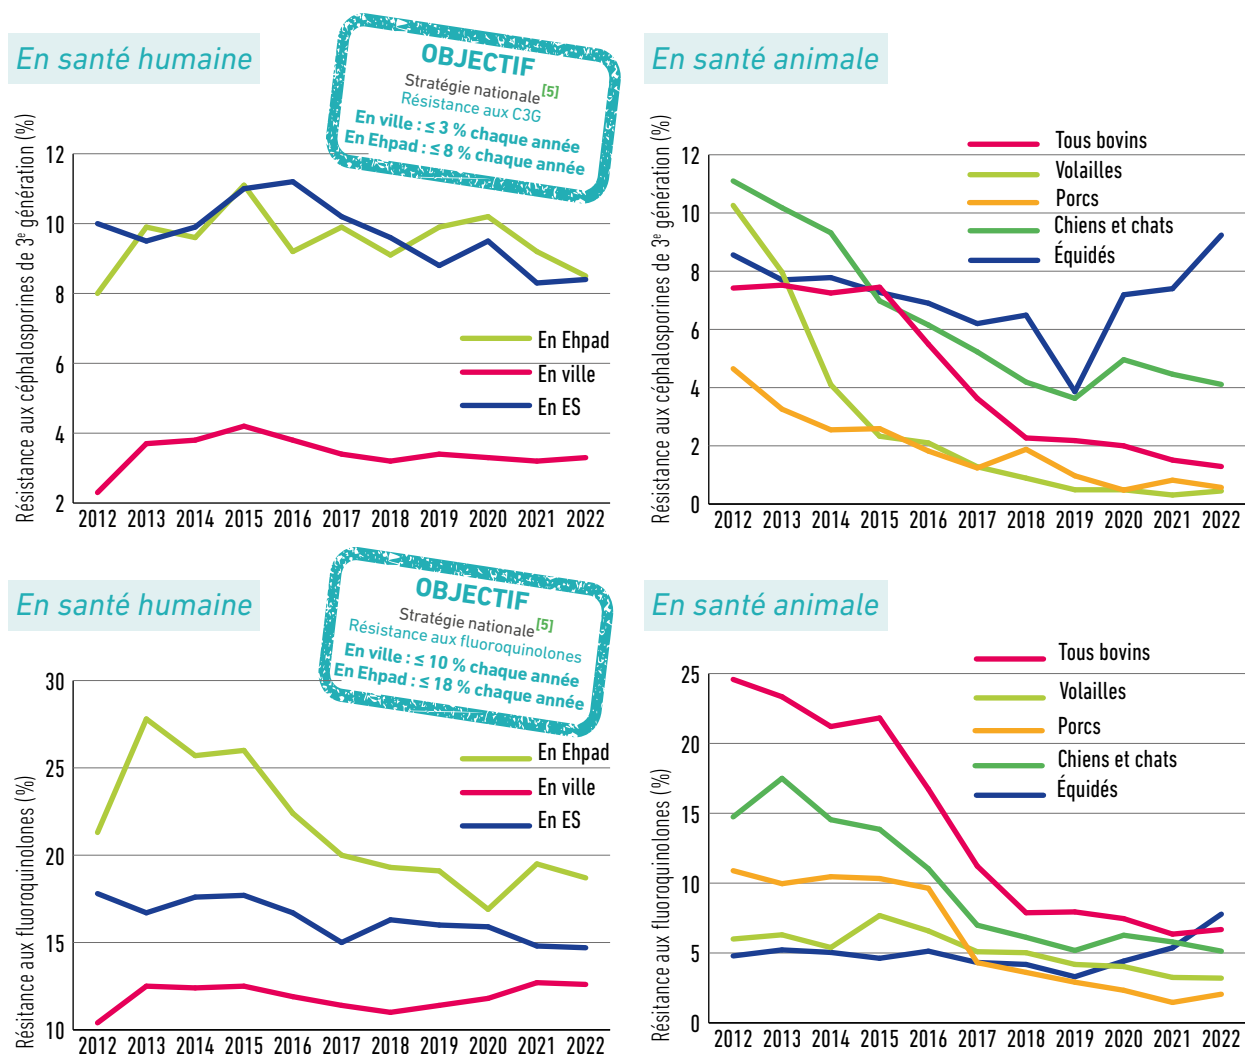 En santé humaine
OBJECTIF
Stratégie nationale[5]
Résistance aux C3G
En ville : ≤ 3 % chaque année
En Ehpad : ≤ 8 % chaque année
Résistance aux céphalosporines de 3e génération (%)
12
10
8
6
4
2
En Ehpad
En ville
En ES
2012 2013 2014 2015 2016 2017 2018 2019 2020 2021 2022
En santé animale
Résistance aux céphalosporines de 3e génération (%)
Tous bovins
Volailles
Porcs
Chiens et chats
Équidés
12
10
8
6
4
2
0
2012 2013 2014 2015 2016 2017 2018 2019 2020 2021 2022
En santé humaine
OBJECTIF
Stratégie nationale[5]
Résistance aux fluoroquinolones
En ville : ≤ 10 % chaque année
En Ehpad : ≤ 18 % chaque année
Résistance aux fluoroquinolones (%)
30
25
20
15
10
En Ehpad
En ville
En ES
2012 2013 2014 2015 2016 2017 2018 2019 2020 2021 2022
En santé animale
Résitance aux fluoroquinolones (%)
Tous bovins
Volailles
Porcs
Chiens et chats
Équidés
25
20
15
10
5
0
2012 2013 2014 2015 2016 2017 2018 2019 2020 2021 2022